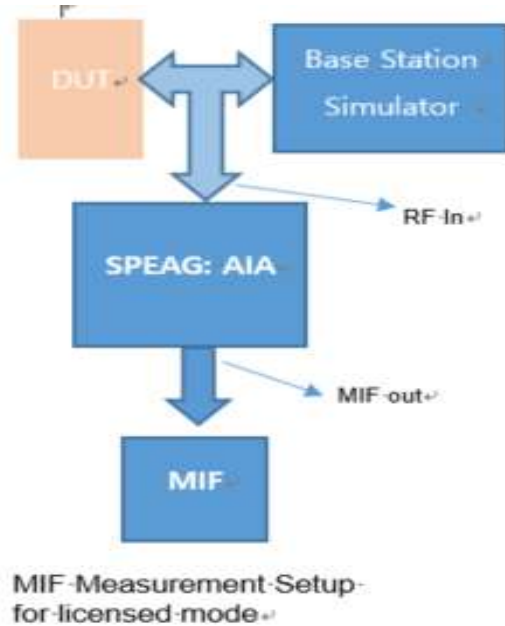 DUT
Base Station
Simulator
RF In
SPEAG: AIA
MIF out
MIF
MIF Measurement Setup
for licensed mode